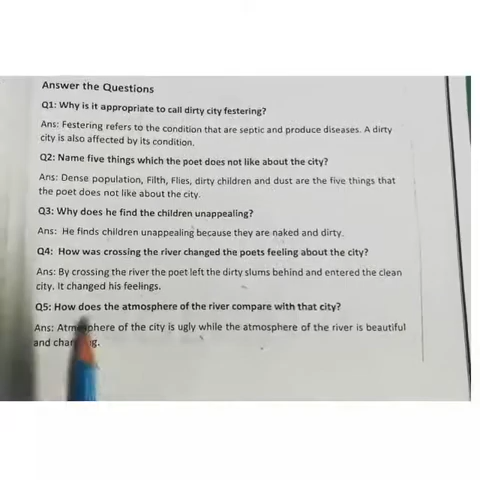 Answer the Questions
Q1: Why is it appropriate to call dirty city festering?
Ans: Festering refers to the condition that are septic and produce diseases. A dirty
city is also affected by its condition.
Q2: Name five things which the poet does not like about the city?
Ans: Dense population, Filth, Flies, dirty children and dust are the five things that
the poet does not like about the city.
Q3: Why does he find the children unappealing?
Ans: He finds children unappealing because they are naked and dirty.
Q4: How was crossing the river changed the poets feeling about the city?
Ans: By crossing the river the poet left the dirty slums behind and entered the clean
city. It changed his feelings.
Q5: How does the atmosphere of the river compare with that city?
Ans: Atmosphere of the city is ugly while the atmosphere of the river is beautiful
and